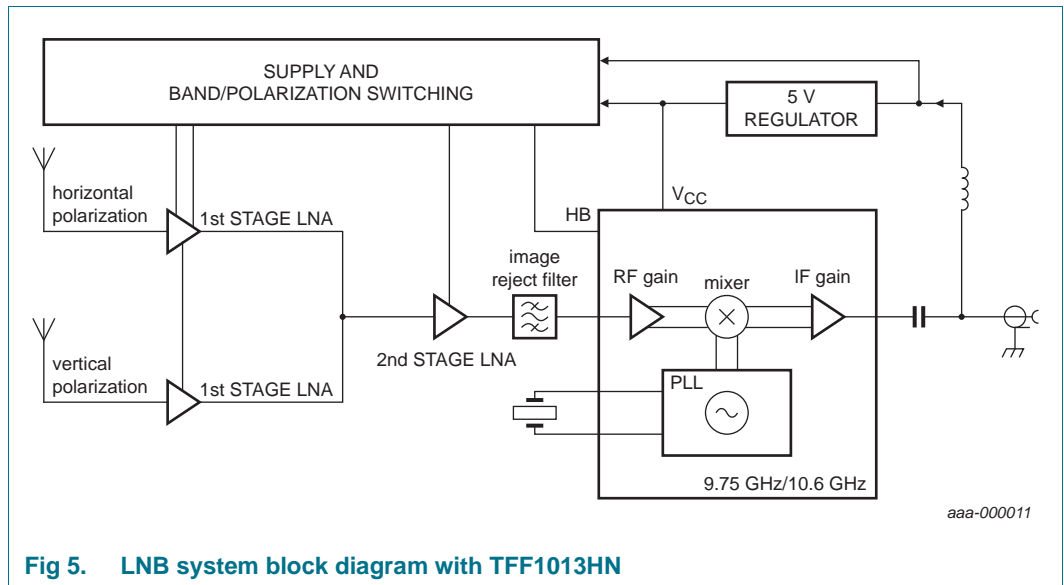 SUPPLY AND
BAND/POLARIZATION SWITCHING
5 V
REGULATOR
horizontal
polarization
1st STAGE LNA
HB
VCC
image
reject filter
RF gain
mixer
IF gain
2nd STAGE LNA
vertical
polarization
1st STAGE LNA
PLL
9.75 GHz/10.6 GHz
aaa-000011
Fig 5. LNB system block diagram with TFF1013HN